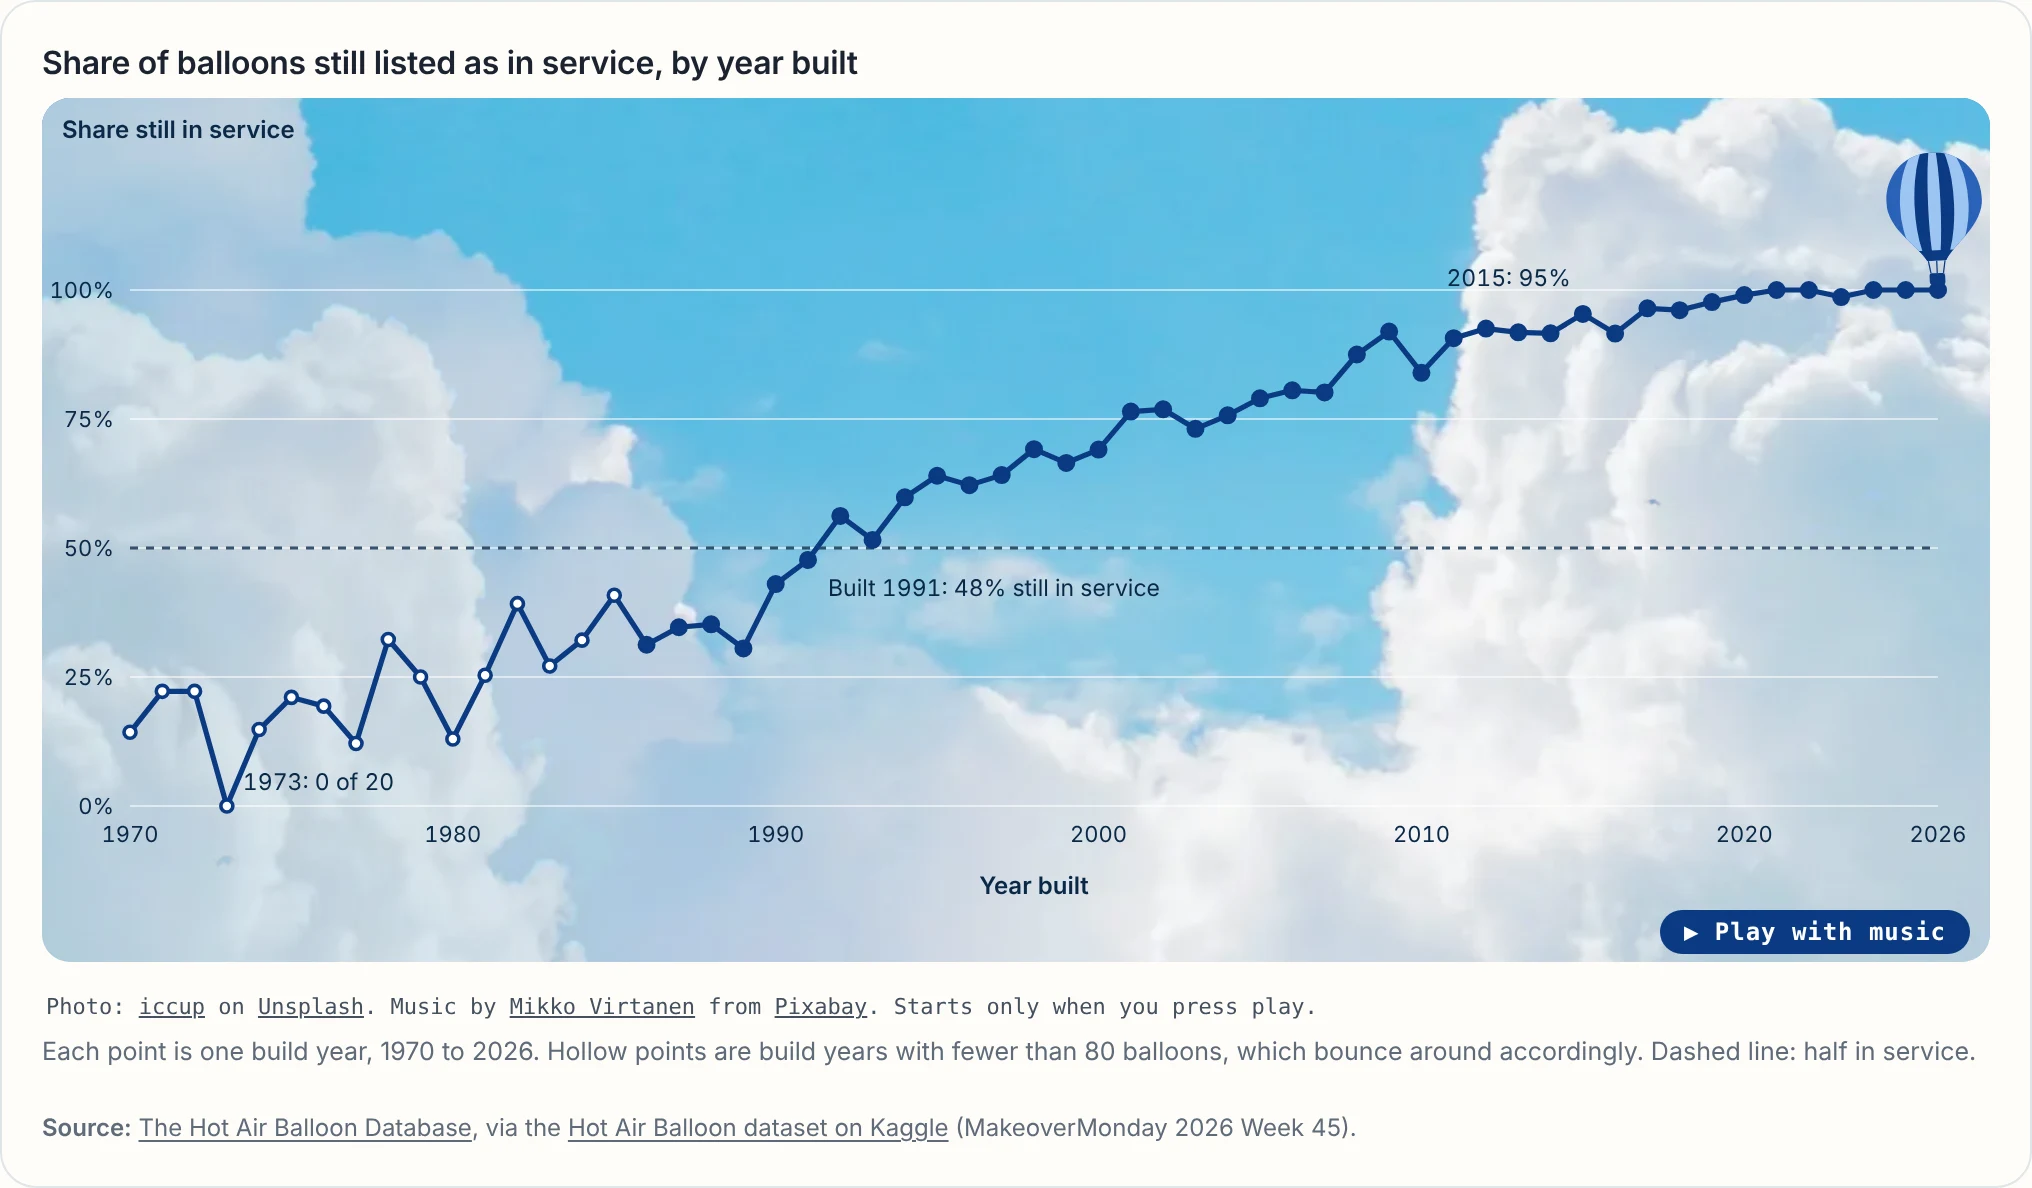 Share of balloons still listed as in service, by year built
Share still in service
2015: 95%
100%
75%
50%
Built 1991: 48% still in service
25%
1973: 0 of 20
0%
1970 1980 1990 2000 2010 2020 2026
Year built
▶ Play with music
Photo: iccup on Unsplash. Music by Mikko Virtanen from Pixabay. Starts only when you press play.
Each point is one build year, 1970 to 2026. Hollow points are build years with fewer than 80 balloons, which bounce around accordingly. Dashed line: half in service.
Source: The Hot Air Balloon Database, via the Hot Air Balloon dataset on Kaggle (MakeoverMonday 2026 Week 45).